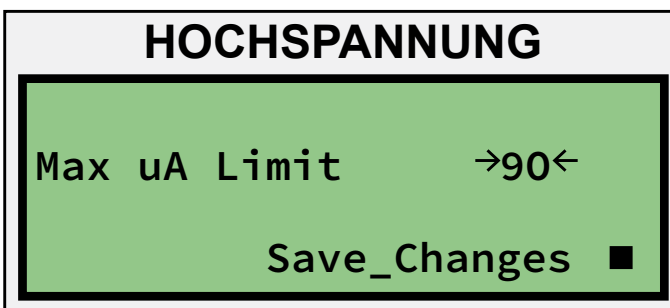 HOCHSPANNUNG
Max uA Limit →90←
Save_Changes ■